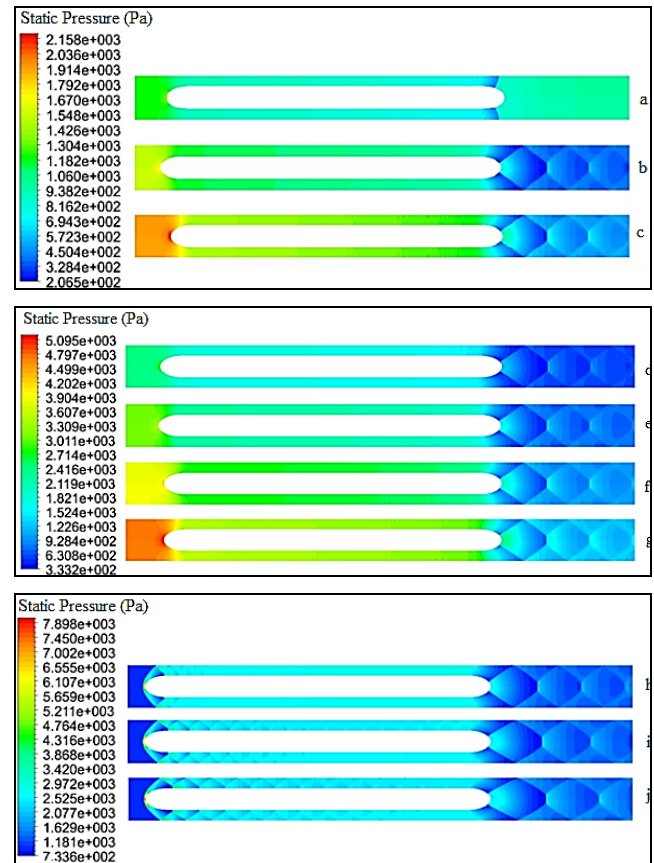 Static Pressure (Pa)
2.158e+003
2.036e+003
1.914e+003
1.792e+003
1.670e+003
1.548e+003
1.426e+003
1.304e+003
1.182e+003
1.060e+003
9.382e+002
8.162e+002
6.943e+002
5.723e+002
4.504e+002
3.284e+002
2.065e+002
a
b
c
Static Pressure (Pa)
5.095e+003
4.797e+003
4.499e+003
4.202e+003
3.904e+003
3.607e+003
3.309e+003
3.011e+003
2.714e+003
2.416e+003
2.119e+003
1.821e+003
1.524e+003
1.226e+003
9.284e+002
6.308e+002
3.332e+002
d
e
f
g
Static Pressure (Pa)
7.898e+003
7.450e+003
7.002e+003
6.555e+003
6.107e+003
5.659e+003
5.211e+003
4.764e+003
4.316e+003
3.868e+003
3.420e+003
2.972e+003
2.525e+003
2.077e+003
1.629e+003
1.181e+003
7.336e+002
h
i
j